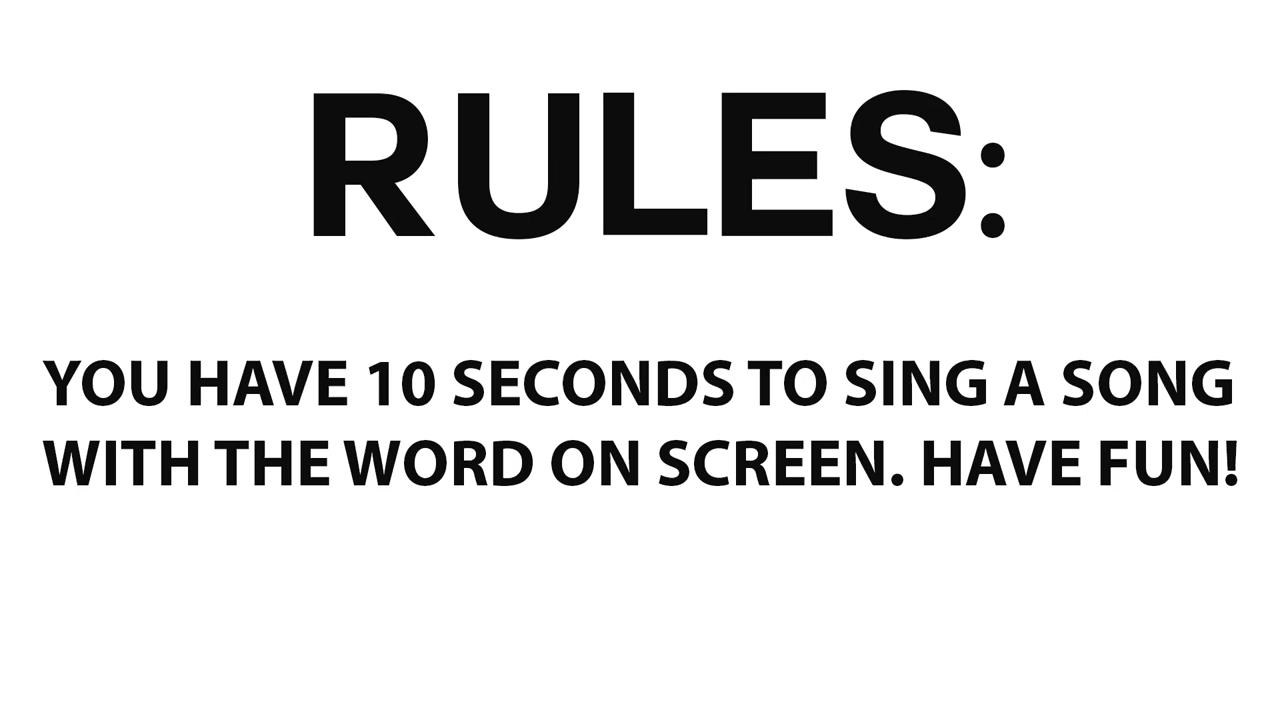 RULES:
YOU HAVE 10 SECONDS TO SING A SONG
WITH THE WORD ON SCREEN. HAVE FUN!